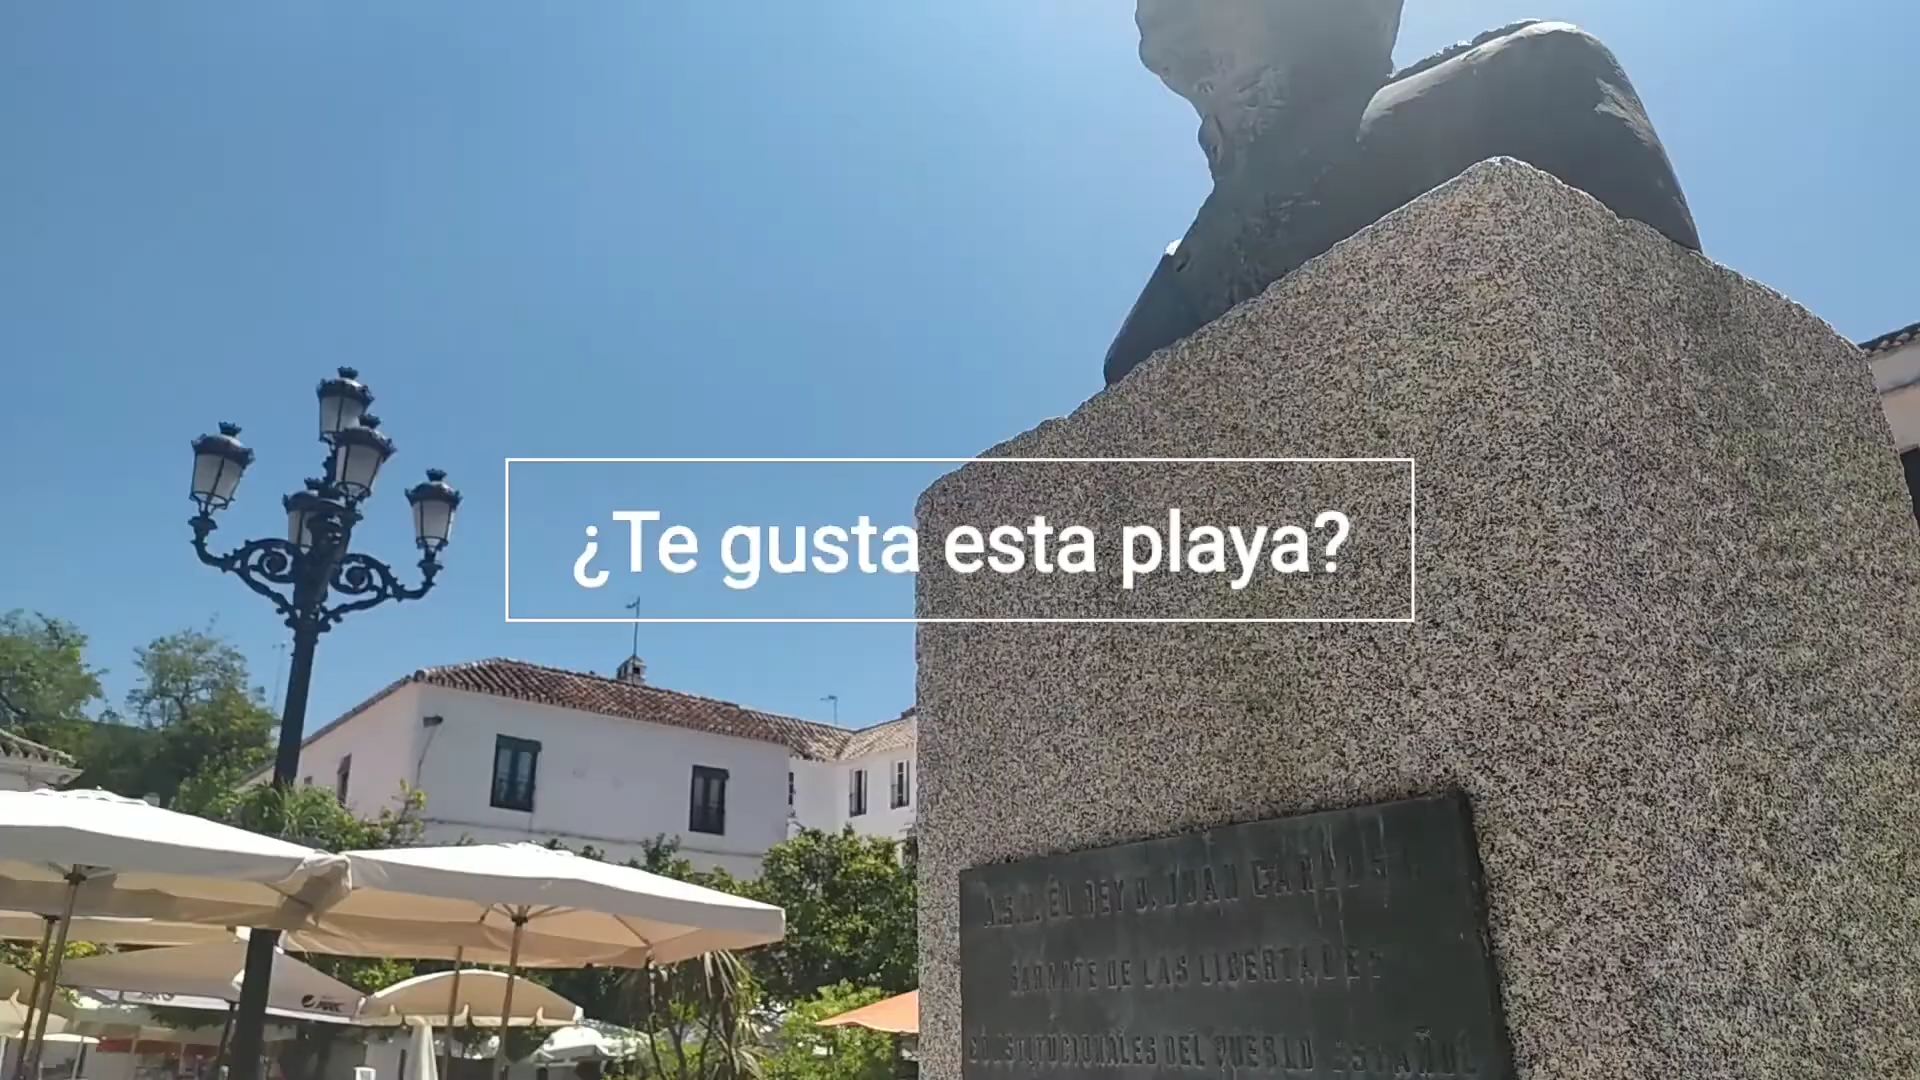 ¿Te gusta esta playa?
A.S.M. EL REY D. JUAN CARLOS I
GARANTE DE LAS LIBERTADES
CONSTITUCIONALES DEL PUEBLO ESPAÑOL